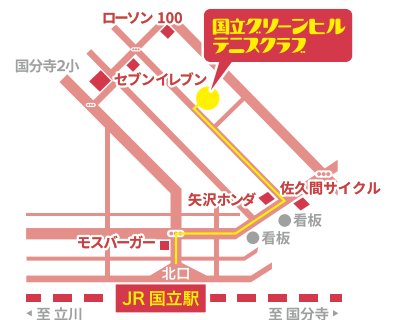 ローソン 100
国立グリーンヒル
テニスクラブ
国分寺2小
セブンイレブン
佐久間サイクル
矢沢ホンダ
看板
看板
モスバーガー
北口
JR 国立駅
至 立川
至 国分寺